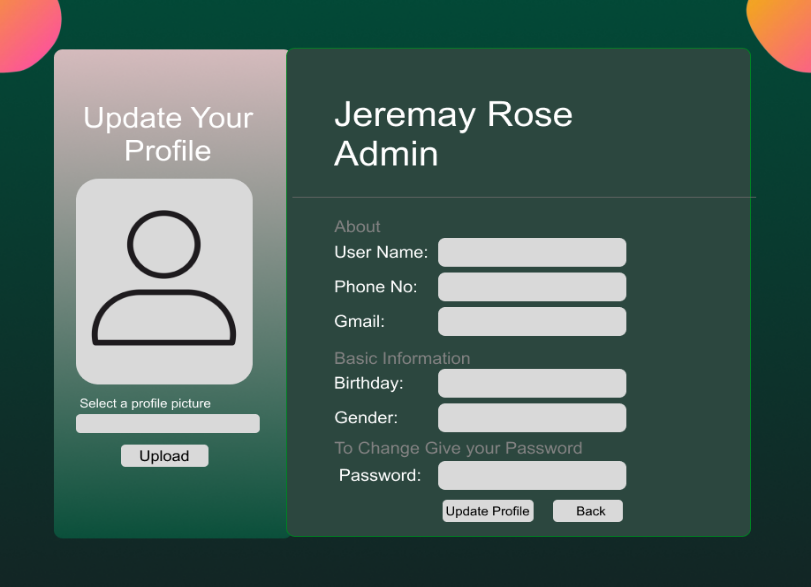 Update Your
Profile
Select a profile picture
Upload
Jeremay Rose
Admin
About
User Name:
Phone No:
Gmail:
Basic Information
Birthday:
Gender:
To Change Give your Password
Password:
Update Profile
Back